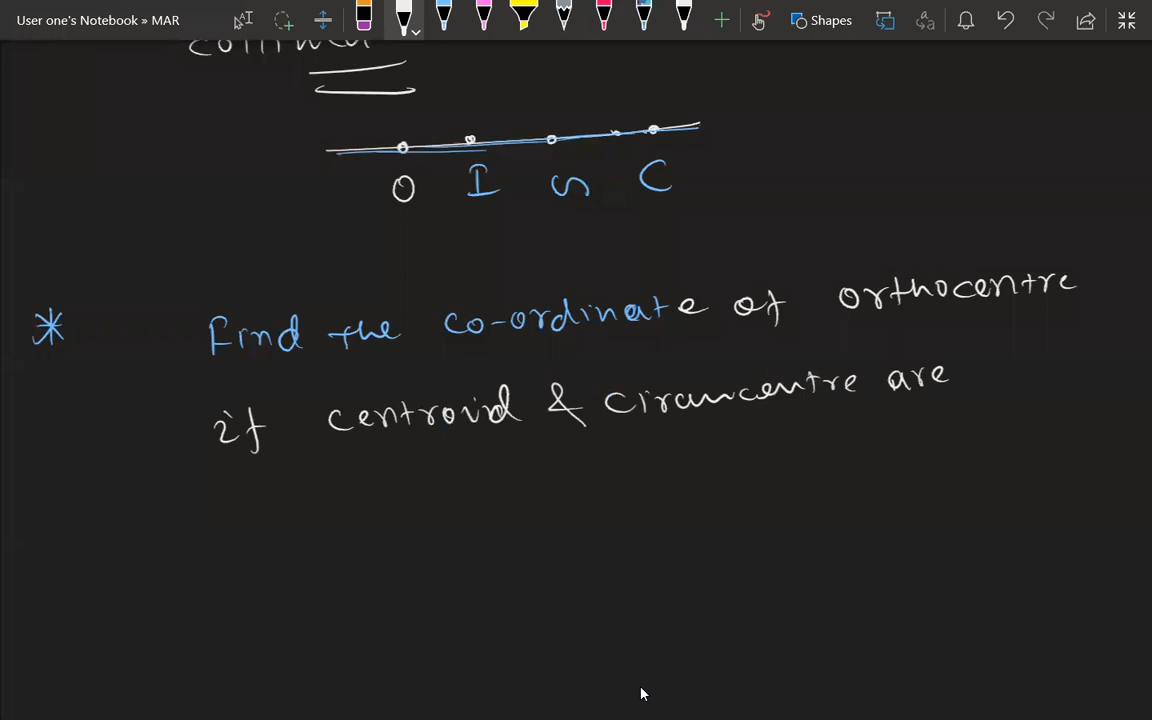 User one's Notebook » MAR
Shapes
O I G C
* Find the co-ordinate of orthocentre
if centroid & circumcentre are